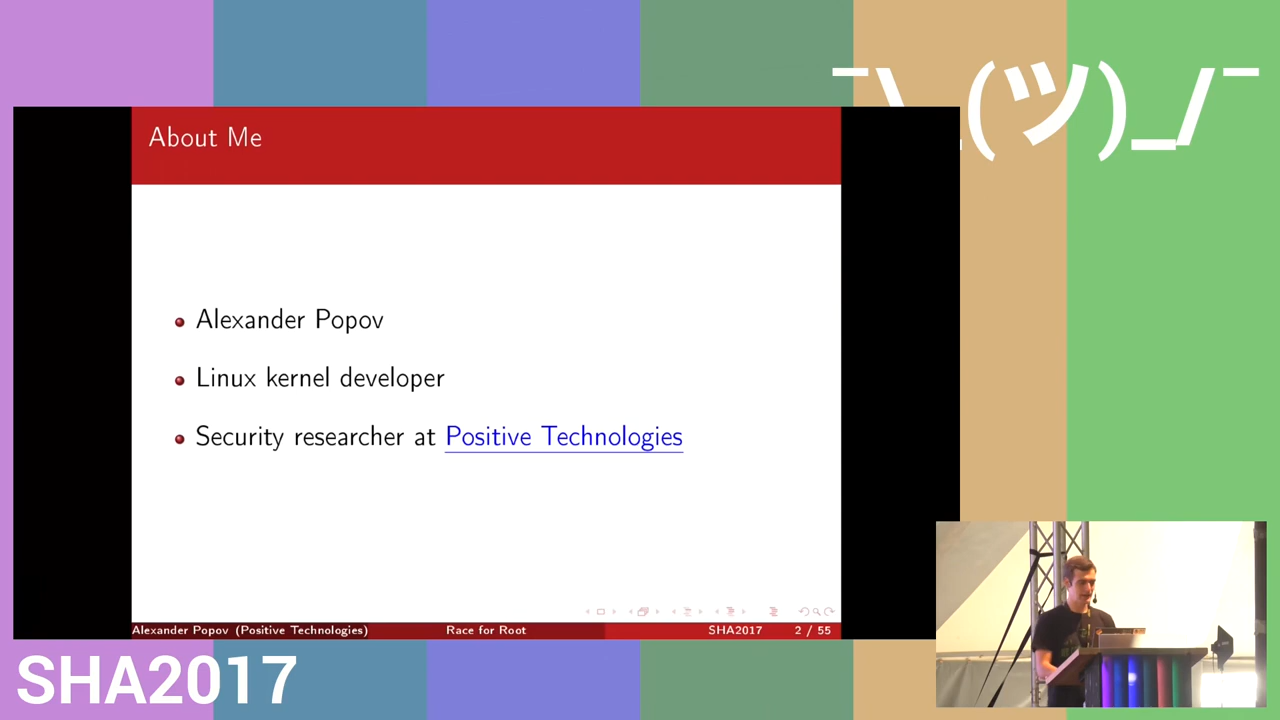 ¯\_(ツ)_/¯
About Me
Alexander Popov
Linux kernel developer
Security researcher at Positive Technologies
Alexander Popov (Positive Technologies) Race for Root SHA2017 2 / 55
SHA2017